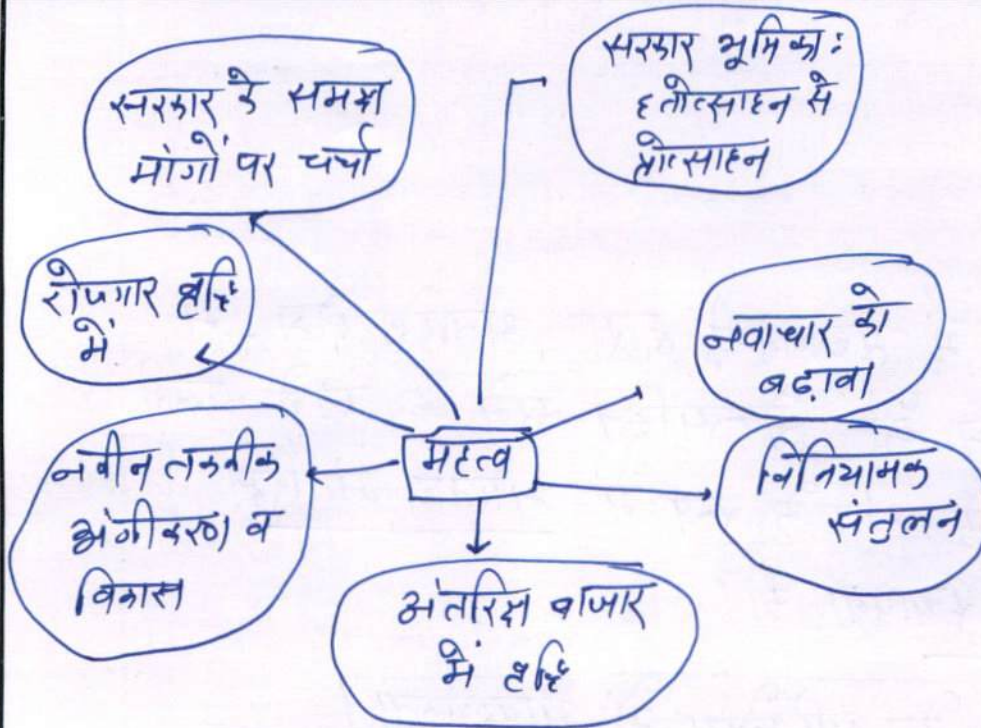 सरकार के समक्ष
मांगों पर चर्चा
सरकार भूमिका:
हतोत्साहन से
प्रोत्साहन
रोजगार वृद्धि
में
नवाचार को
बढ़ावा
महत्व
नवीन तकनीक
अंगीकरण व
विकास
विनियामक
संतुलन
अंतरिक्ष बाजार
में वृद्धि